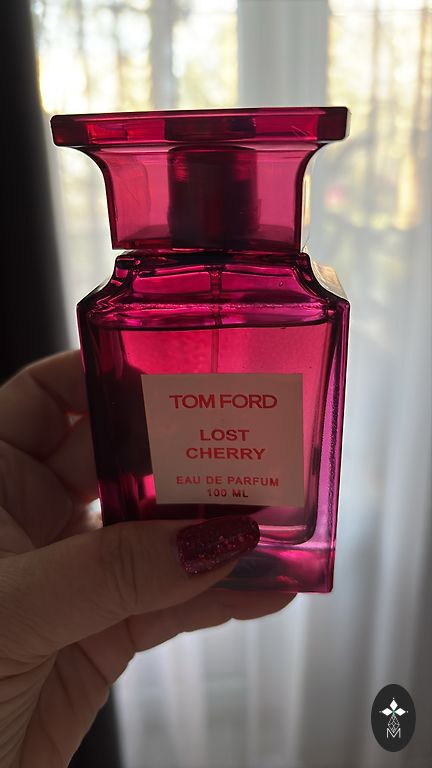 TOM FORD
LOST
CHERRY
EAU DE PARFUM
100 ML
M